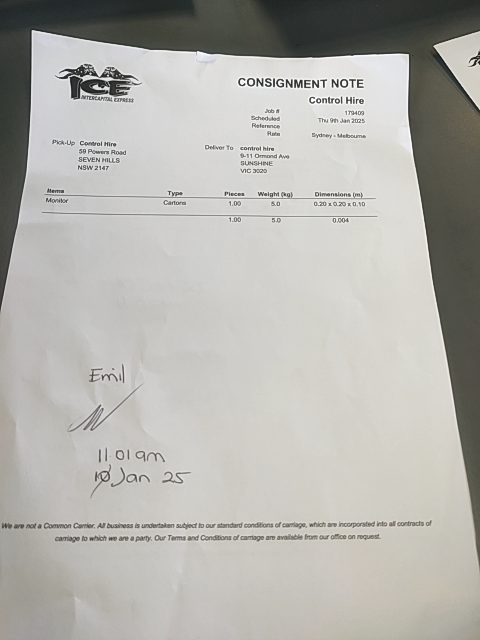 ICE
INTERCAPITAL EXPRESS
CONSIGNMENT NOTE
Control Hire
Job # 179409
Scheduled Thu 9th Jan 2025
Reference
Rate Sydney - Melbourne
Pick-Up Control Hire
59 Powers Road
SEVEN HILLS
NSW 2147
Deliver To control hire
9-11 Ormond Ave
SUNSHINE
VIC 3020
Items Type Pieces Weight (kg) Dimensions (m)
Monitor Cartons 1.00 5.0 0.20 x 0.20 x 0.10
1.00 5.0 0.004
Emil
11 01am
10 Jan 25
We are not a Common Carrier. All business is undertaken subject to our standard conditions of carriage, which are incorporated into all contracts of
carriage to which we are a party. Our Terms and Conditions of carriage are available from our office on request.